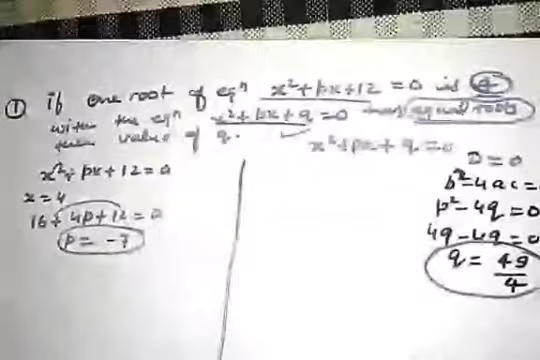 ① if one root of eqⁿ x²+px+12 = 0 is 4
with the eqⁿ x²+px+q = 0 has equal roots
then value of q.
x²+px+q = 0
x²+px+12 = 0
x = 4
16+4p+12 = 0
p = -7
D = 0
b²-4ac =
p²-4q = 0
49-4q = 0
q = 49/4